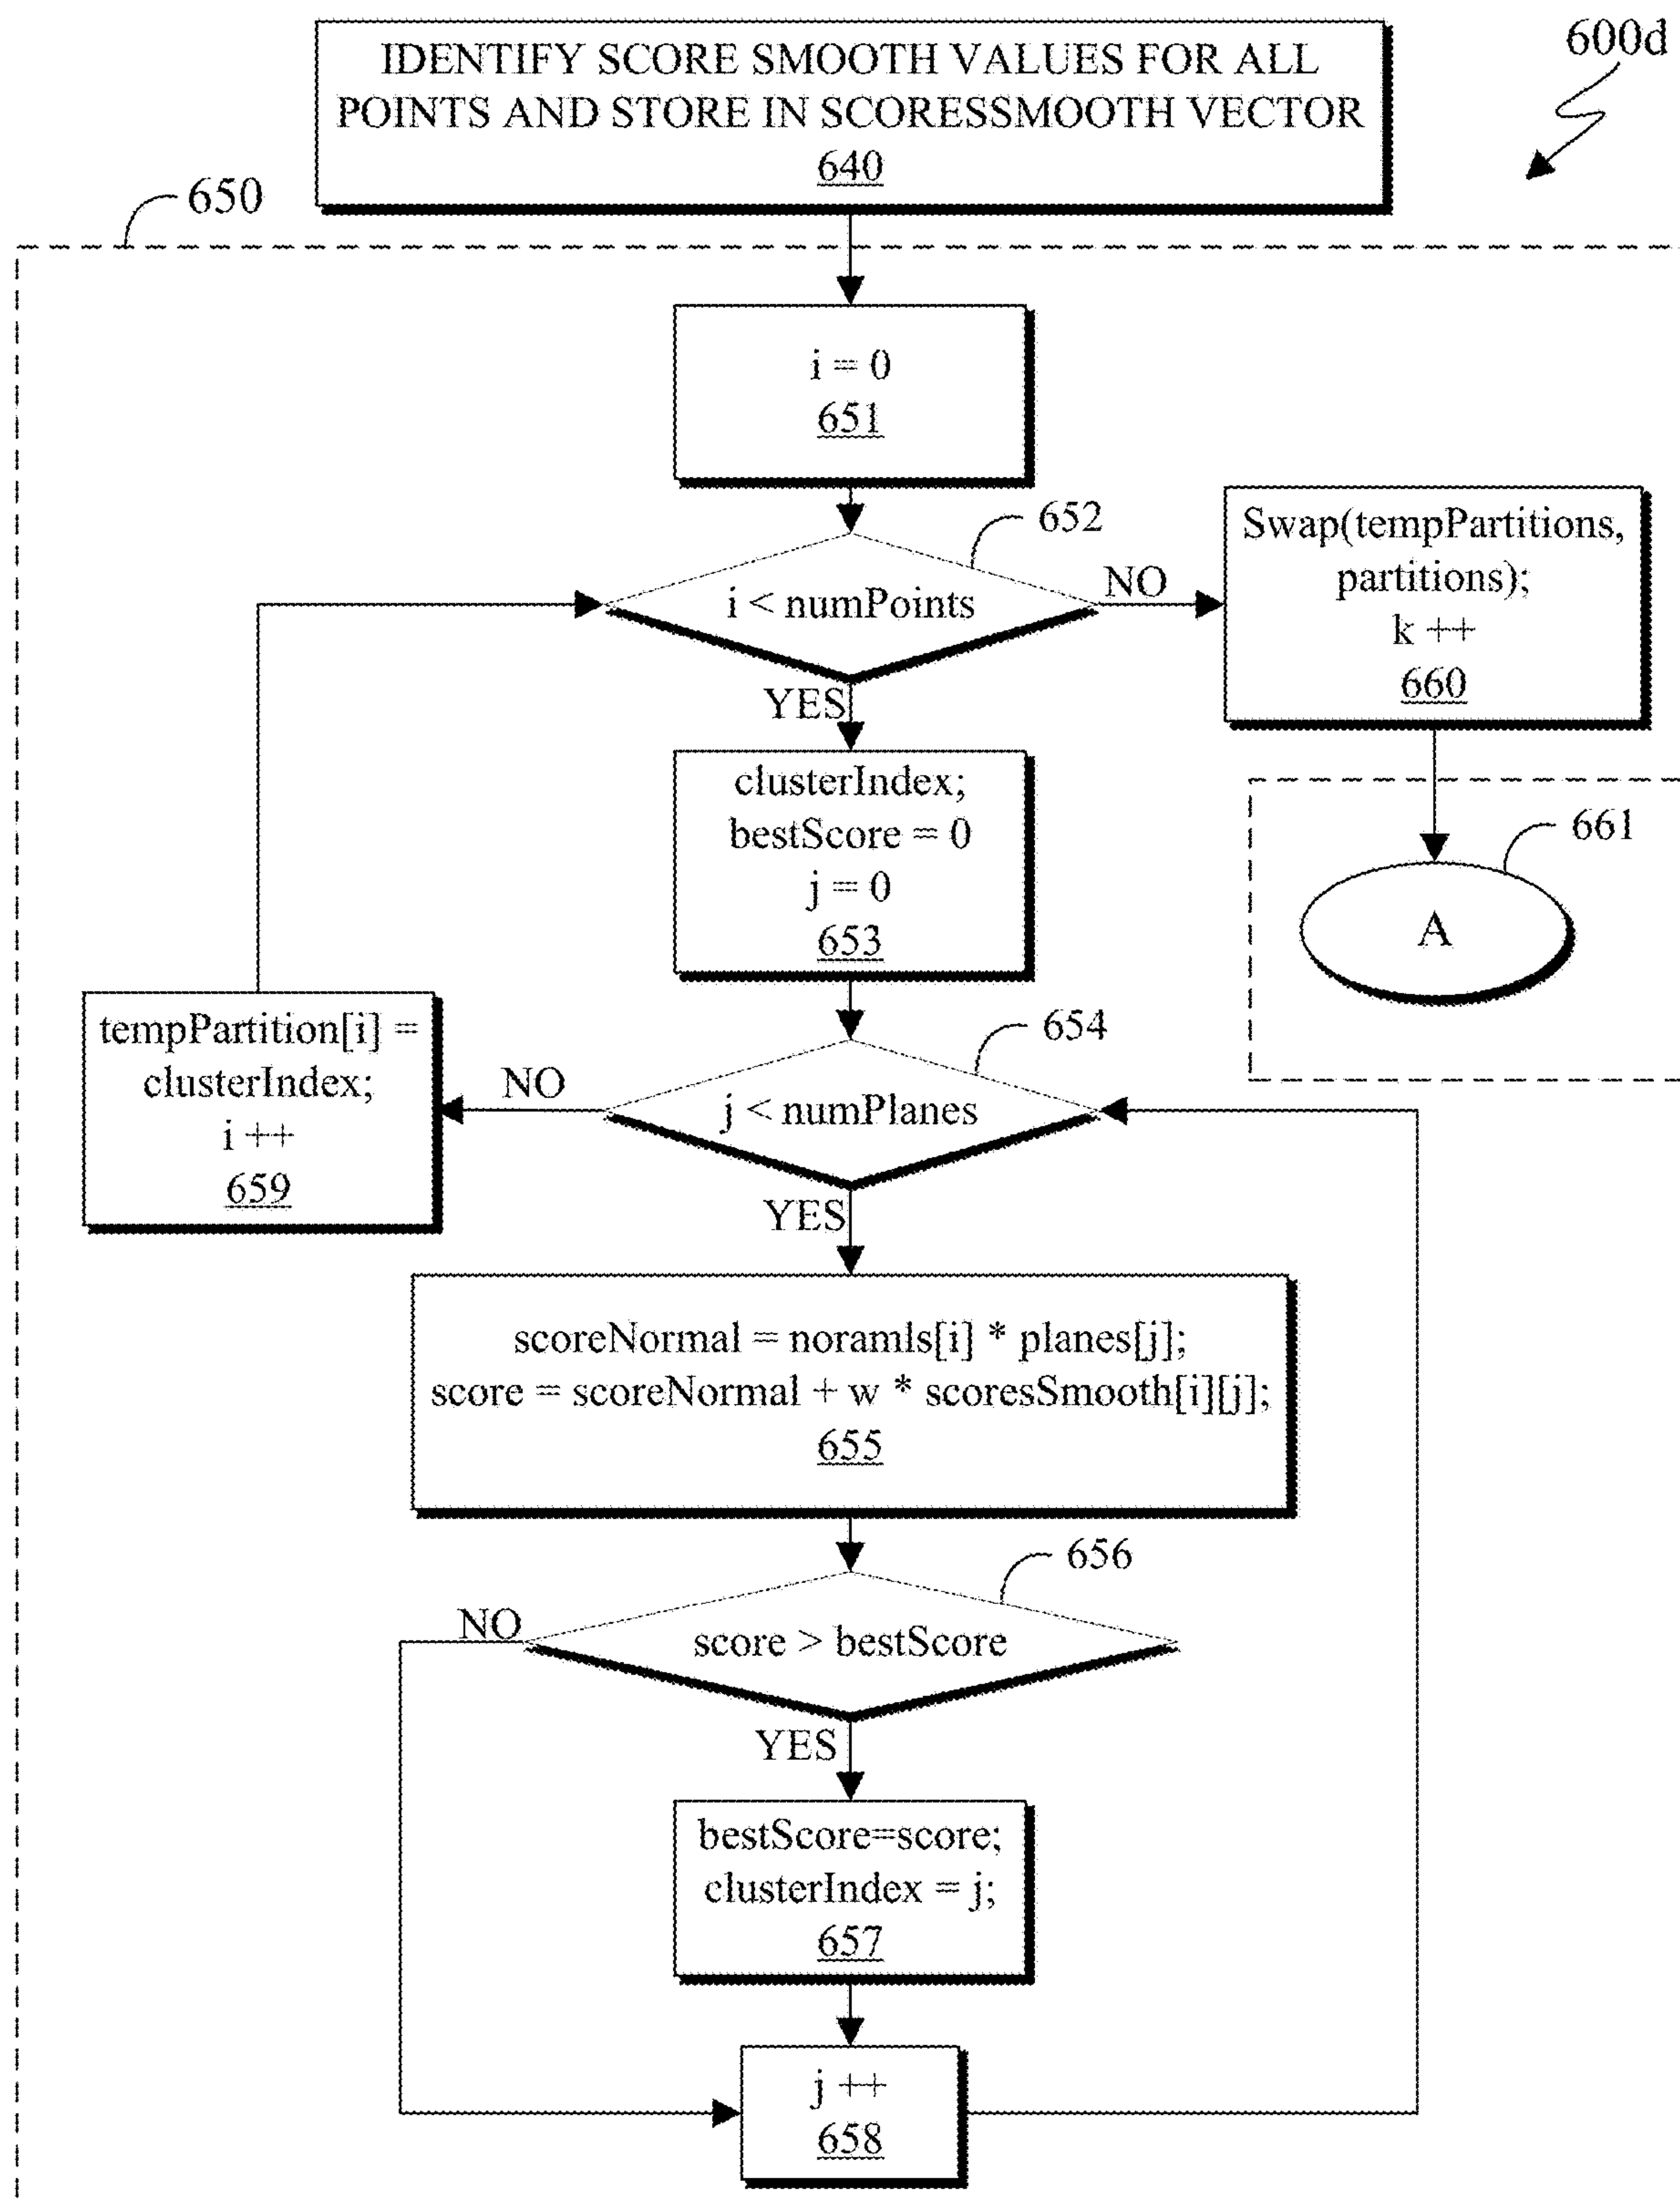 IDENTIFY SCORE SMOOTH VALUES FOR ALL
POINTS AND STORE IN SCORESSMOOTH VECTOR
640
600d
650
i = 0
651
652
i < numPoints
NO
YES
Swap(tempPartitions,
partitions);
k ++
660
661
A
clusterIndex;
bestScore = 0
j = 0
653
654
j < numPlanes
NO
YES
tempPartition[i] =
clusterIndex;
i ++
659
scoreNormal = noramls[i] * planes[j];
score = scoreNormal + w * scoresSmooth[i][j];
655
656
score > bestScore
NO
YES
bestScore=score;
clusterIndex = j;
657
j ++
658